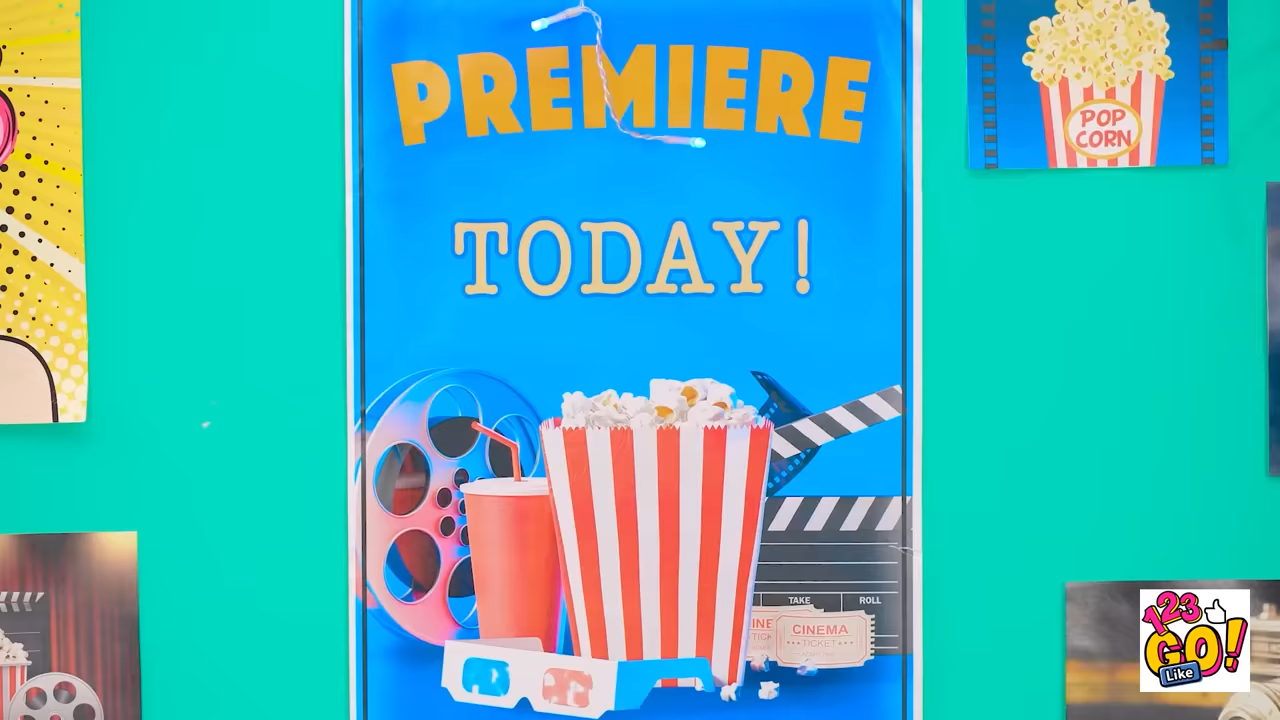 PREMIERE
TODAY!
POP
CORN
TAKE ROLL
CINEMA
TICKET
123
GO!
Like